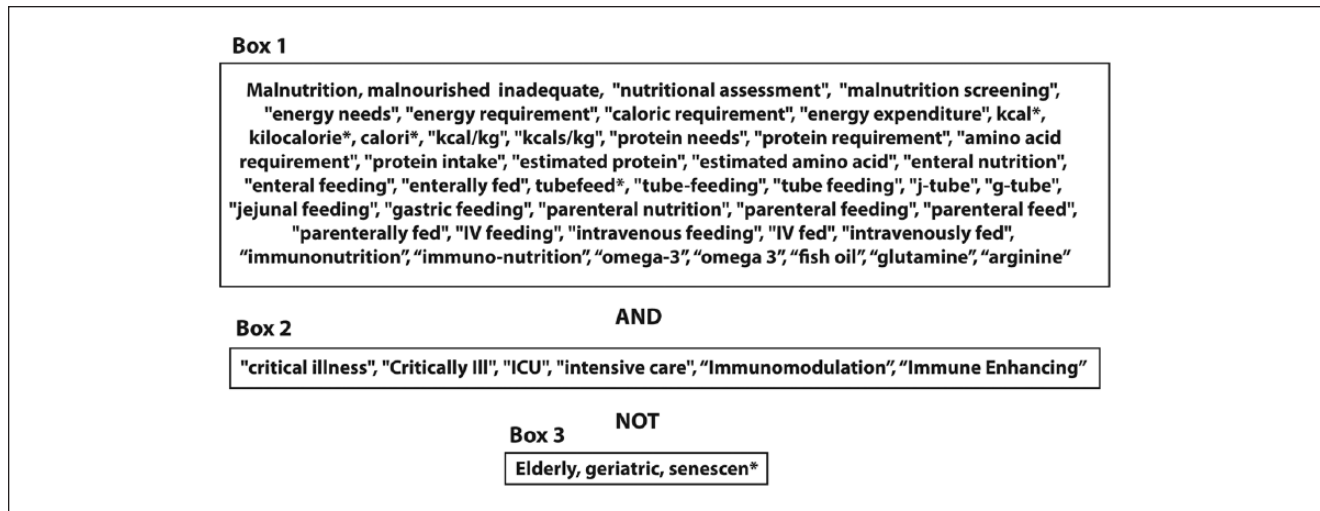 Box 1
Malnutrition, malnourished inadequate, "nutritional assessment", "malnutrition screening",
"energy needs", "energy requirement", "caloric requirement", "energy expenditure", kcal*,
kilocalorie*, calori*, "kcal/kg", "kcals/kg", "protein needs", "protein requirement", "amino acid
requirement", "protein intake", "estimated protein", "estimated amino acid", "enteral nutrition",
"enteral feeding", "enterally fed", tubefeed*, "tube-feeding", "tube feeding", "j-tube", "g-tube",
"jejunal feeding", "gastric feeding", "parenteral nutrition", "parenteral feeding", "parenteral feed",
"parenterally fed", "IV feeding", "intravenous feeding", "IV fed", "intravenously fed",
“immunonutrition”, “immuno-nutrition”, “omega-3”, “omega 3”, “fish oil”, “glutamine”, “arginine”
AND
Box 2
"critical illness", "Critically Ill", "ICU", "intensive care", “Immunomodulation”, “Immune Enhancing”
NOT
Box 3
Elderly, geriatric, senescen*